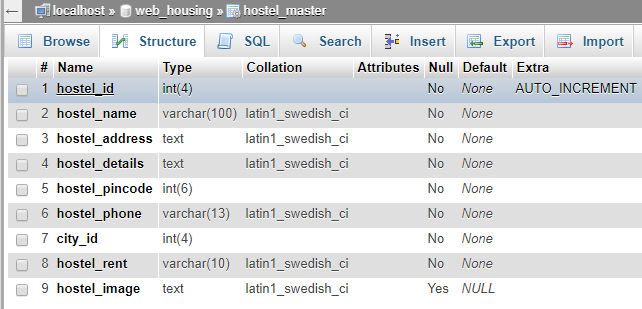 localhost » web_housing » hostel_master
Browse Structure SQL Search Insert Export Import
# Name Type Collation Attributes Null Default Extra
1 hostel_id int(4) No None AUTO_INCREMENT
2 hostel_name varchar(100) latin1_swedish_ci No None
3 hostel_address text latin1_swedish_ci No None
4 hostel_details text latin1_swedish_ci No None
5 hostel_pincode int(6) No None
6 hostel_phone varchar(13) latin1_swedish_ci No None
7 city_id int(4) No None
8 hostel_rent varchar(10) latin1_swedish_ci No None
9 hostel_image text latin1_swedish_ci Yes NULL